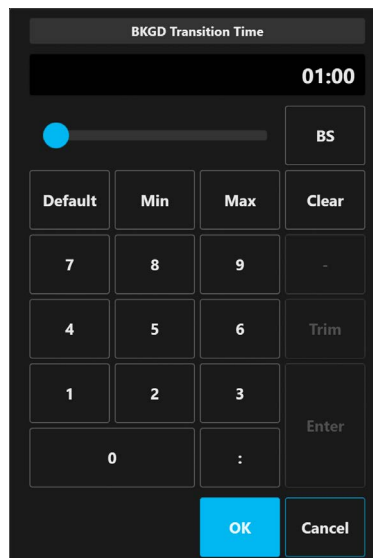 BKGD Transition Time
01:00
BS
Default Min Max Clear
7 8 9 -
4 5 6 Trim
1 2 3
Enter
0 :
OK Cancel